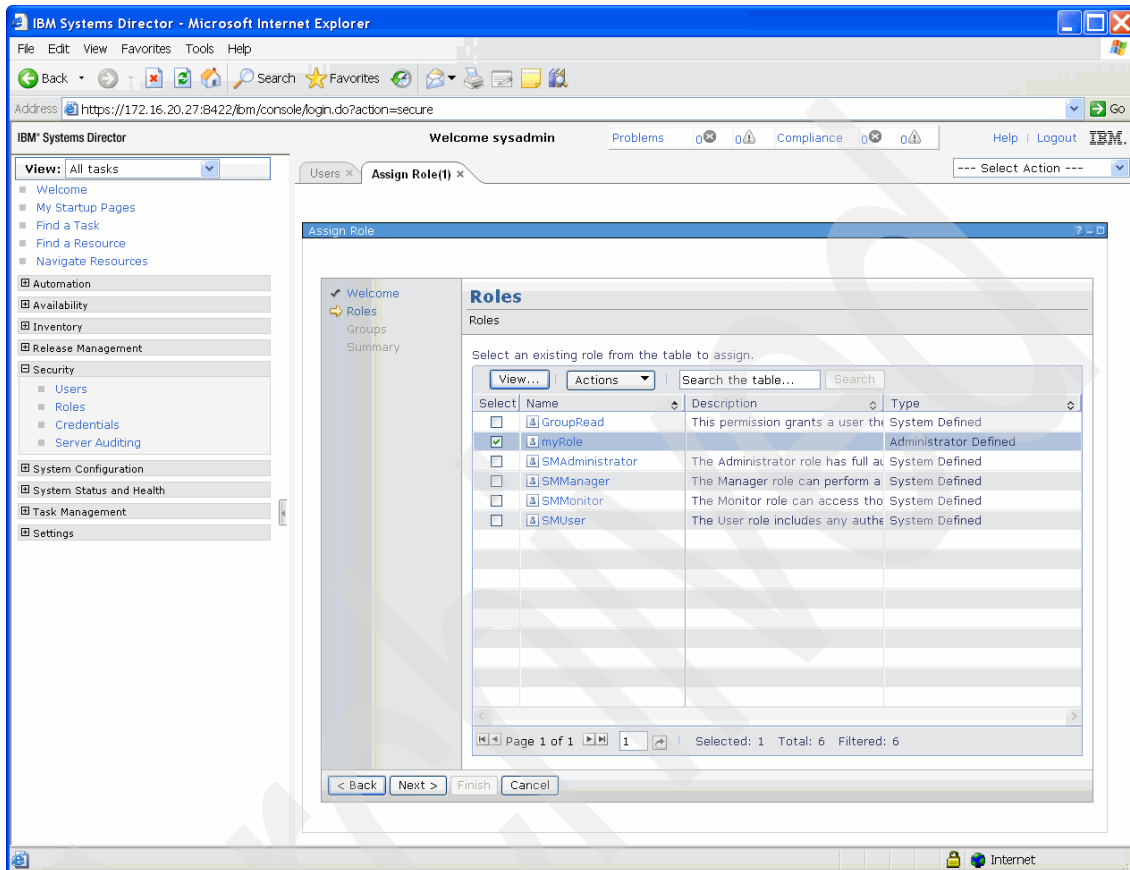 IBM Systems Director - Microsoft Internet Explorer
File Edit View Favorites Tools Help
Back Search Favorites
Address https://172.16.20.27:8422/ibm/console/login.do?action=secure Go
IBM® Systems Director Welcome sysadmin Problems 0 0 Compliance 0 0 Help | Logout IBM.
View: All tasks
Welcome
My Startup Pages
Find a Task
Find a Resource
Navigate Resources
Automation
Availability
Inventory
Release Management
Security
Users
Roles
Credentials
Server Auditing
System Configuration
System Status and Health
Task Management
Settings
Users × Assign Role(1) × --- Select Action ---
Assign Role ?
Welcome
Roles
Groups
Summary
Roles
Roles
Select an existing role from the table to assign.
View... Actions Search the table... Search
Select Name Description Type
GroupRead This permission grants a user the System Defined
myRole Administrator Defined
SMAdministrator The Administrator role has full au System Defined
SMManager The Manager role can perform a System Defined
SMMonitor The Monitor role can access tho System Defined
SMUser The User role includes any authe System Defined
Page 1 of 1 1 Selected: 1 Total: 6 Filtered: 6
< Back Next > Finish Cancel
Internet